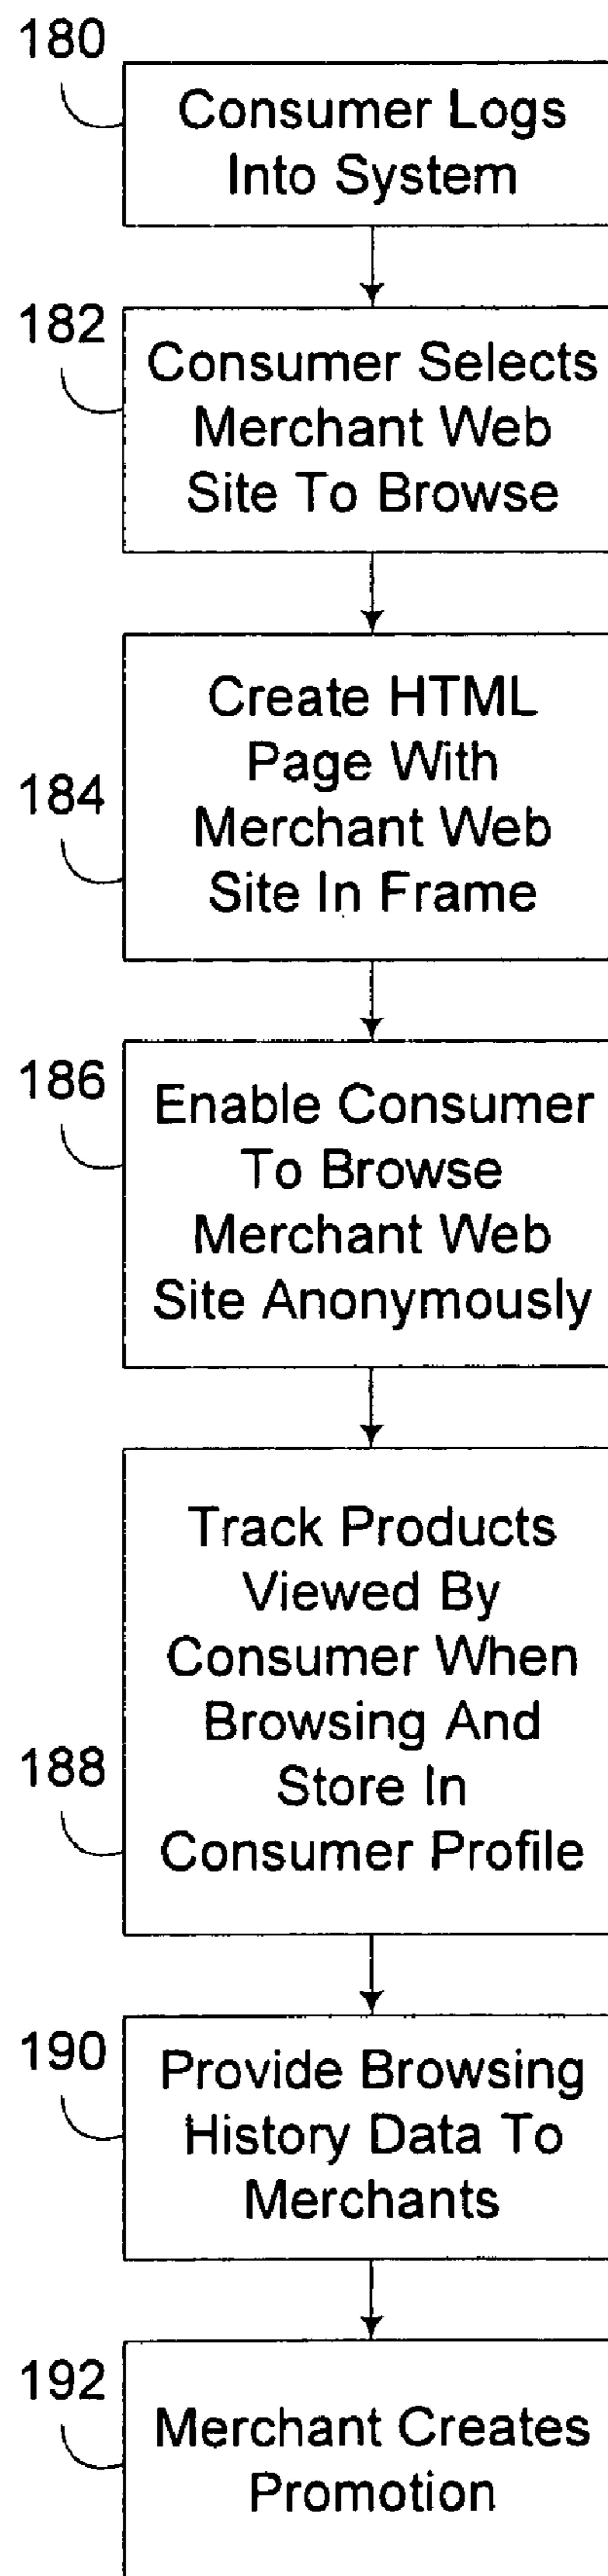 180
Consumer Logs
Into System
182
Consumer Selects
Merchant Web
Site To Browse
184
Create HTML
Page With
Merchant Web
Site In Frame
186
Enable Consumer
To Browse
Merchant Web
Site Anonymously
188
Track Products
Viewed By
Consumer When
Browsing And
Store In
Consumer Profile
190
Provide Browsing
History Data To
Merchants
192
Merchant Creates
Promotion